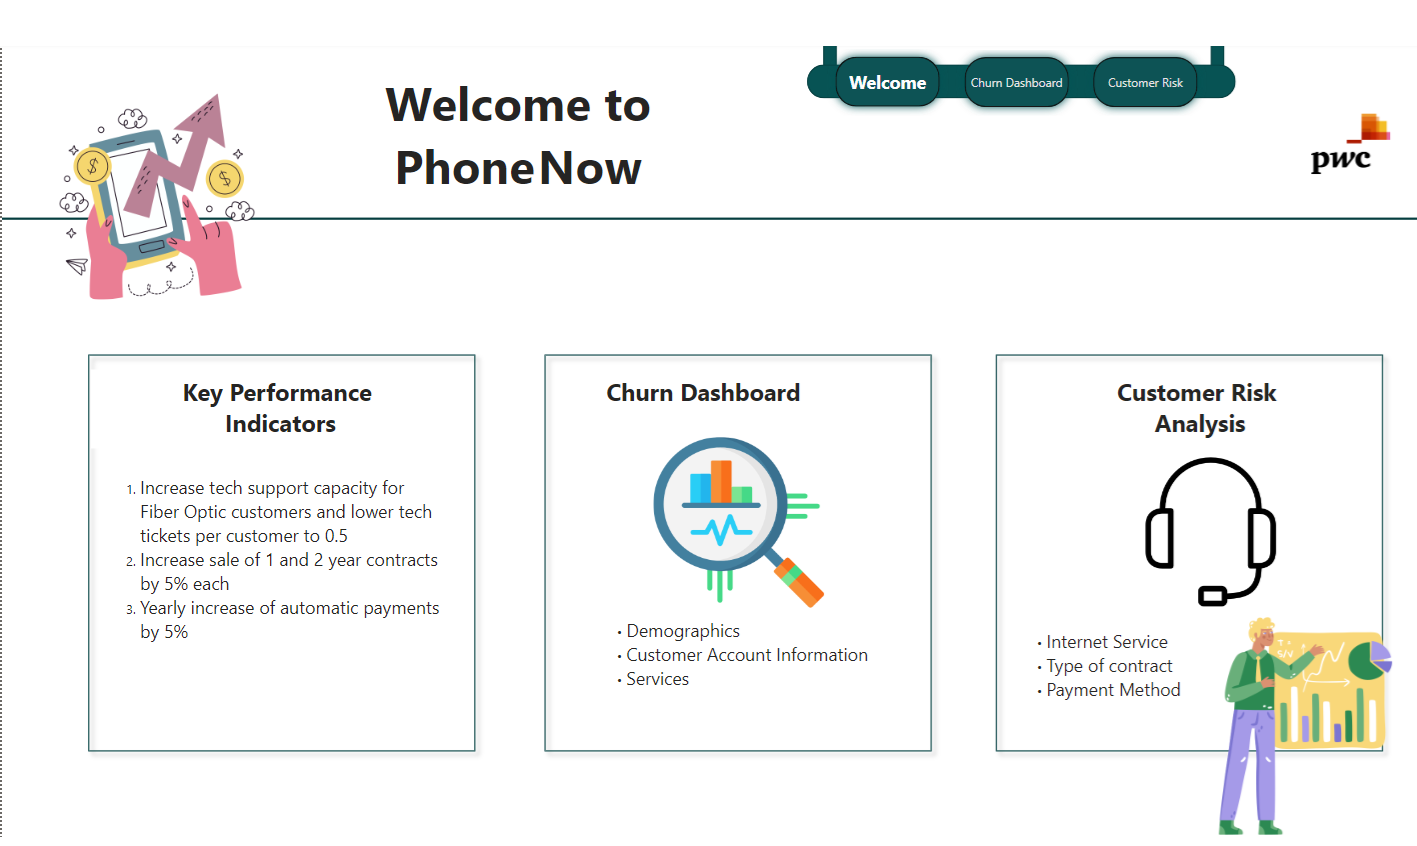 Welcome
Churn Dashboard
Customer Risk
Welcome to
PhoneNow
pwc
Key Performance
Indicators
1. Increase tech support capacity for
Fiber Optic customers and lower tech
tickets per customer to 0.5
2. Increase sale of 1 and 2 year contracts
by 5% each
3. Yearly increase of automatic payments
by 5%
Churn Dashboard
• Demographics
• Customer Account Information
• Services
Customer Risk
Analysis
• Internet Service
• Type of contract
• Payment Method